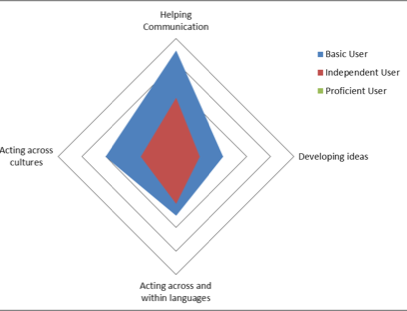 Helping
Communication
Basic User
Independent User
Proficient User
Acting across
cultures
Developing ideas
Acting across and
within languages